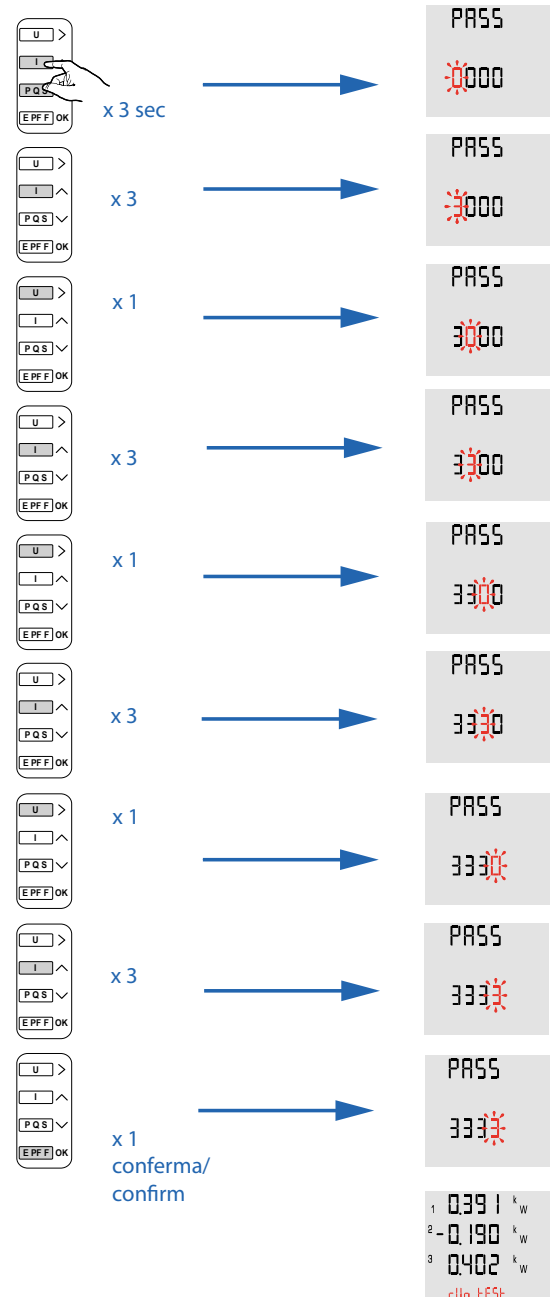 PASS
U >
I
PQS
EPFF OK
x 3 sec
0000
PASS
U >
I
PQS
EPFF OK
x 3
3000
PASS
U >
I
PQS
EPFF OK
x 1
3000
PASS
U >
I
PQS
EPFF OK
x 3
3300
PASS
U >
I
PQS
EPFF OK
x 1
3300
PASS
U >
I
PQS
EPFF OK
x 3
3330
PASS
U >
I
PQS
EPFF OK
x 1
3330
PASS
U >
I
PQS
EPFF OK
x 3
3333
PASS
U >
I
PQS
EPFF OK
x 1
conferma/
confirm
3333
1 0.391 kW
2 -0.190 kW
3 0.402 kW